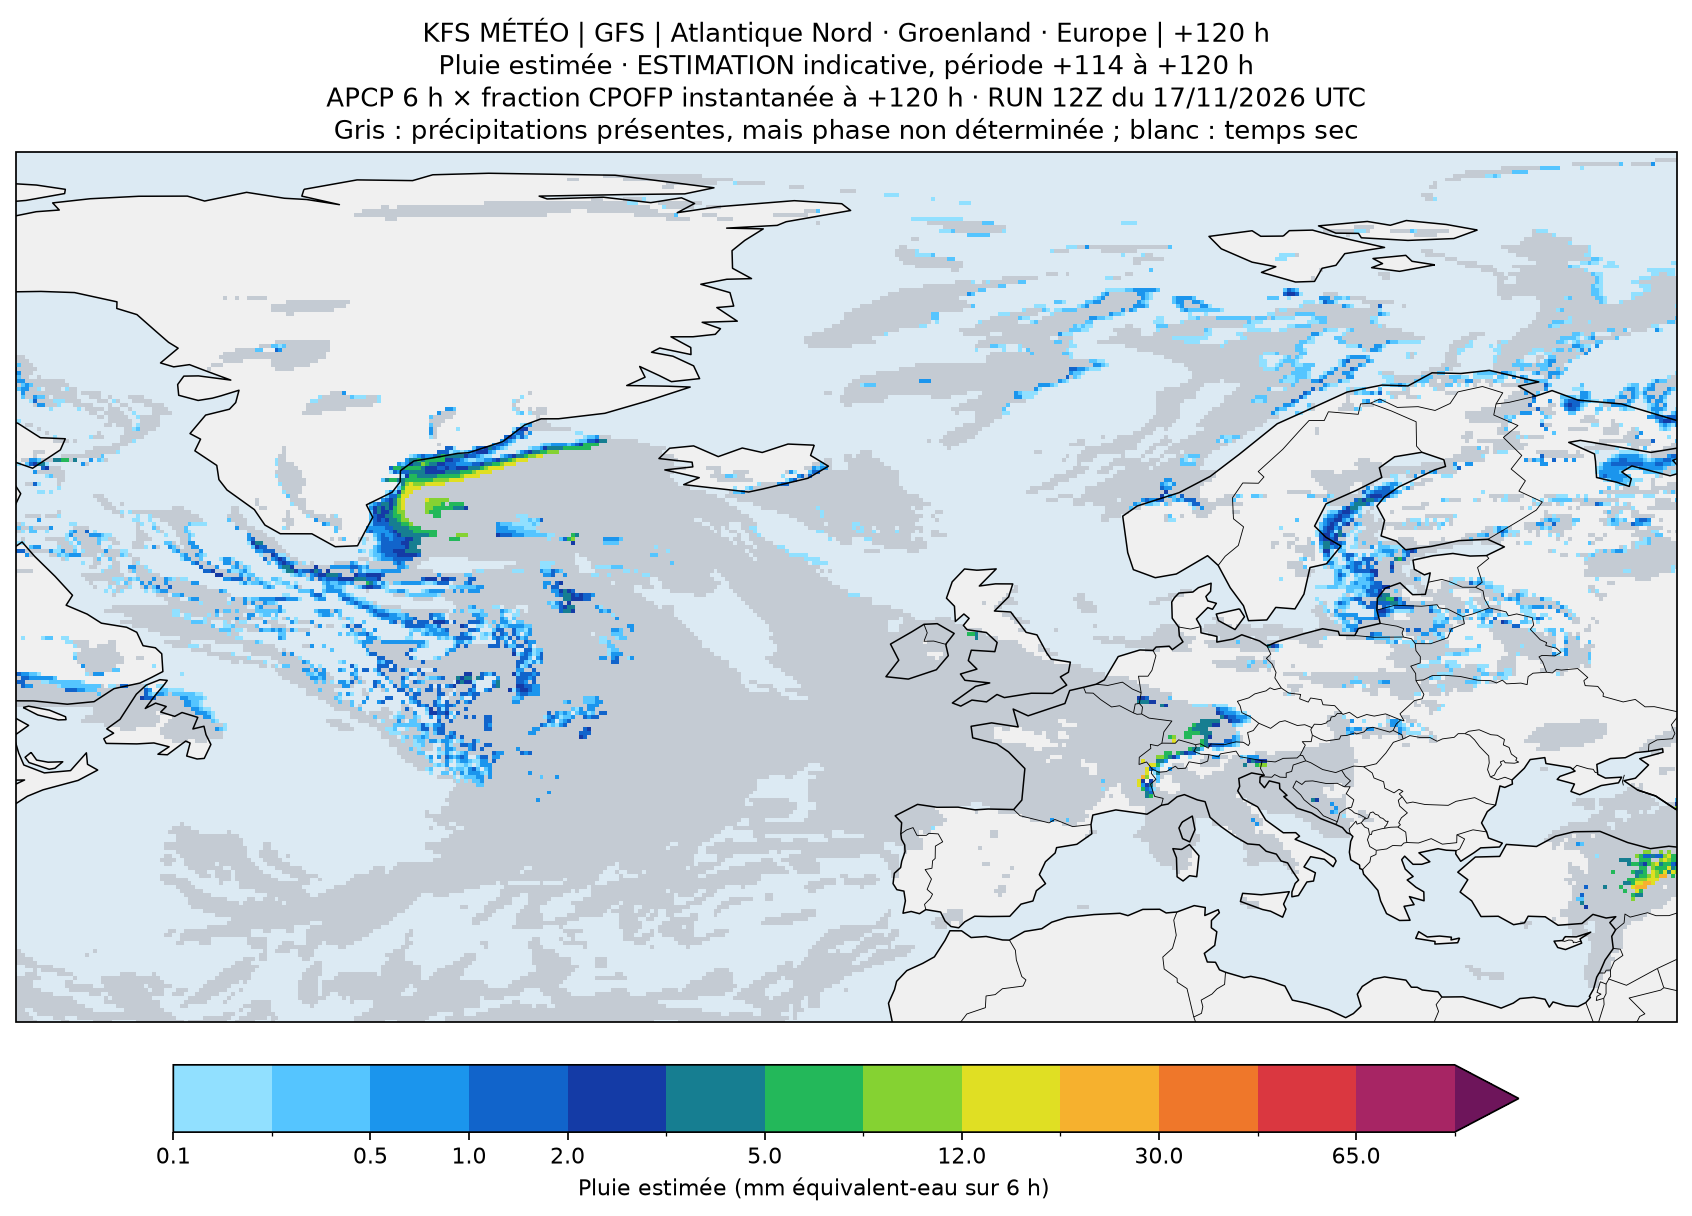 KFS MÉTÉO | GFS | Atlantique Nord · Groenland · Europe | +120 h
Pluie estimée · ESTIMATION indicative, période +114 à +120 h
APCP 6 h × fraction CPOFP instantanée à +120 h · RUN 12Z du 17/11/2026 UTC
Gris : précipitations présentes, mais phase non déterminée ; blanc : temps sec
0.1 0.5 1.0 2.0 5.0 12.0 30.0 65.0
Pluie estimée (mm équivalent-eau sur 6 h)